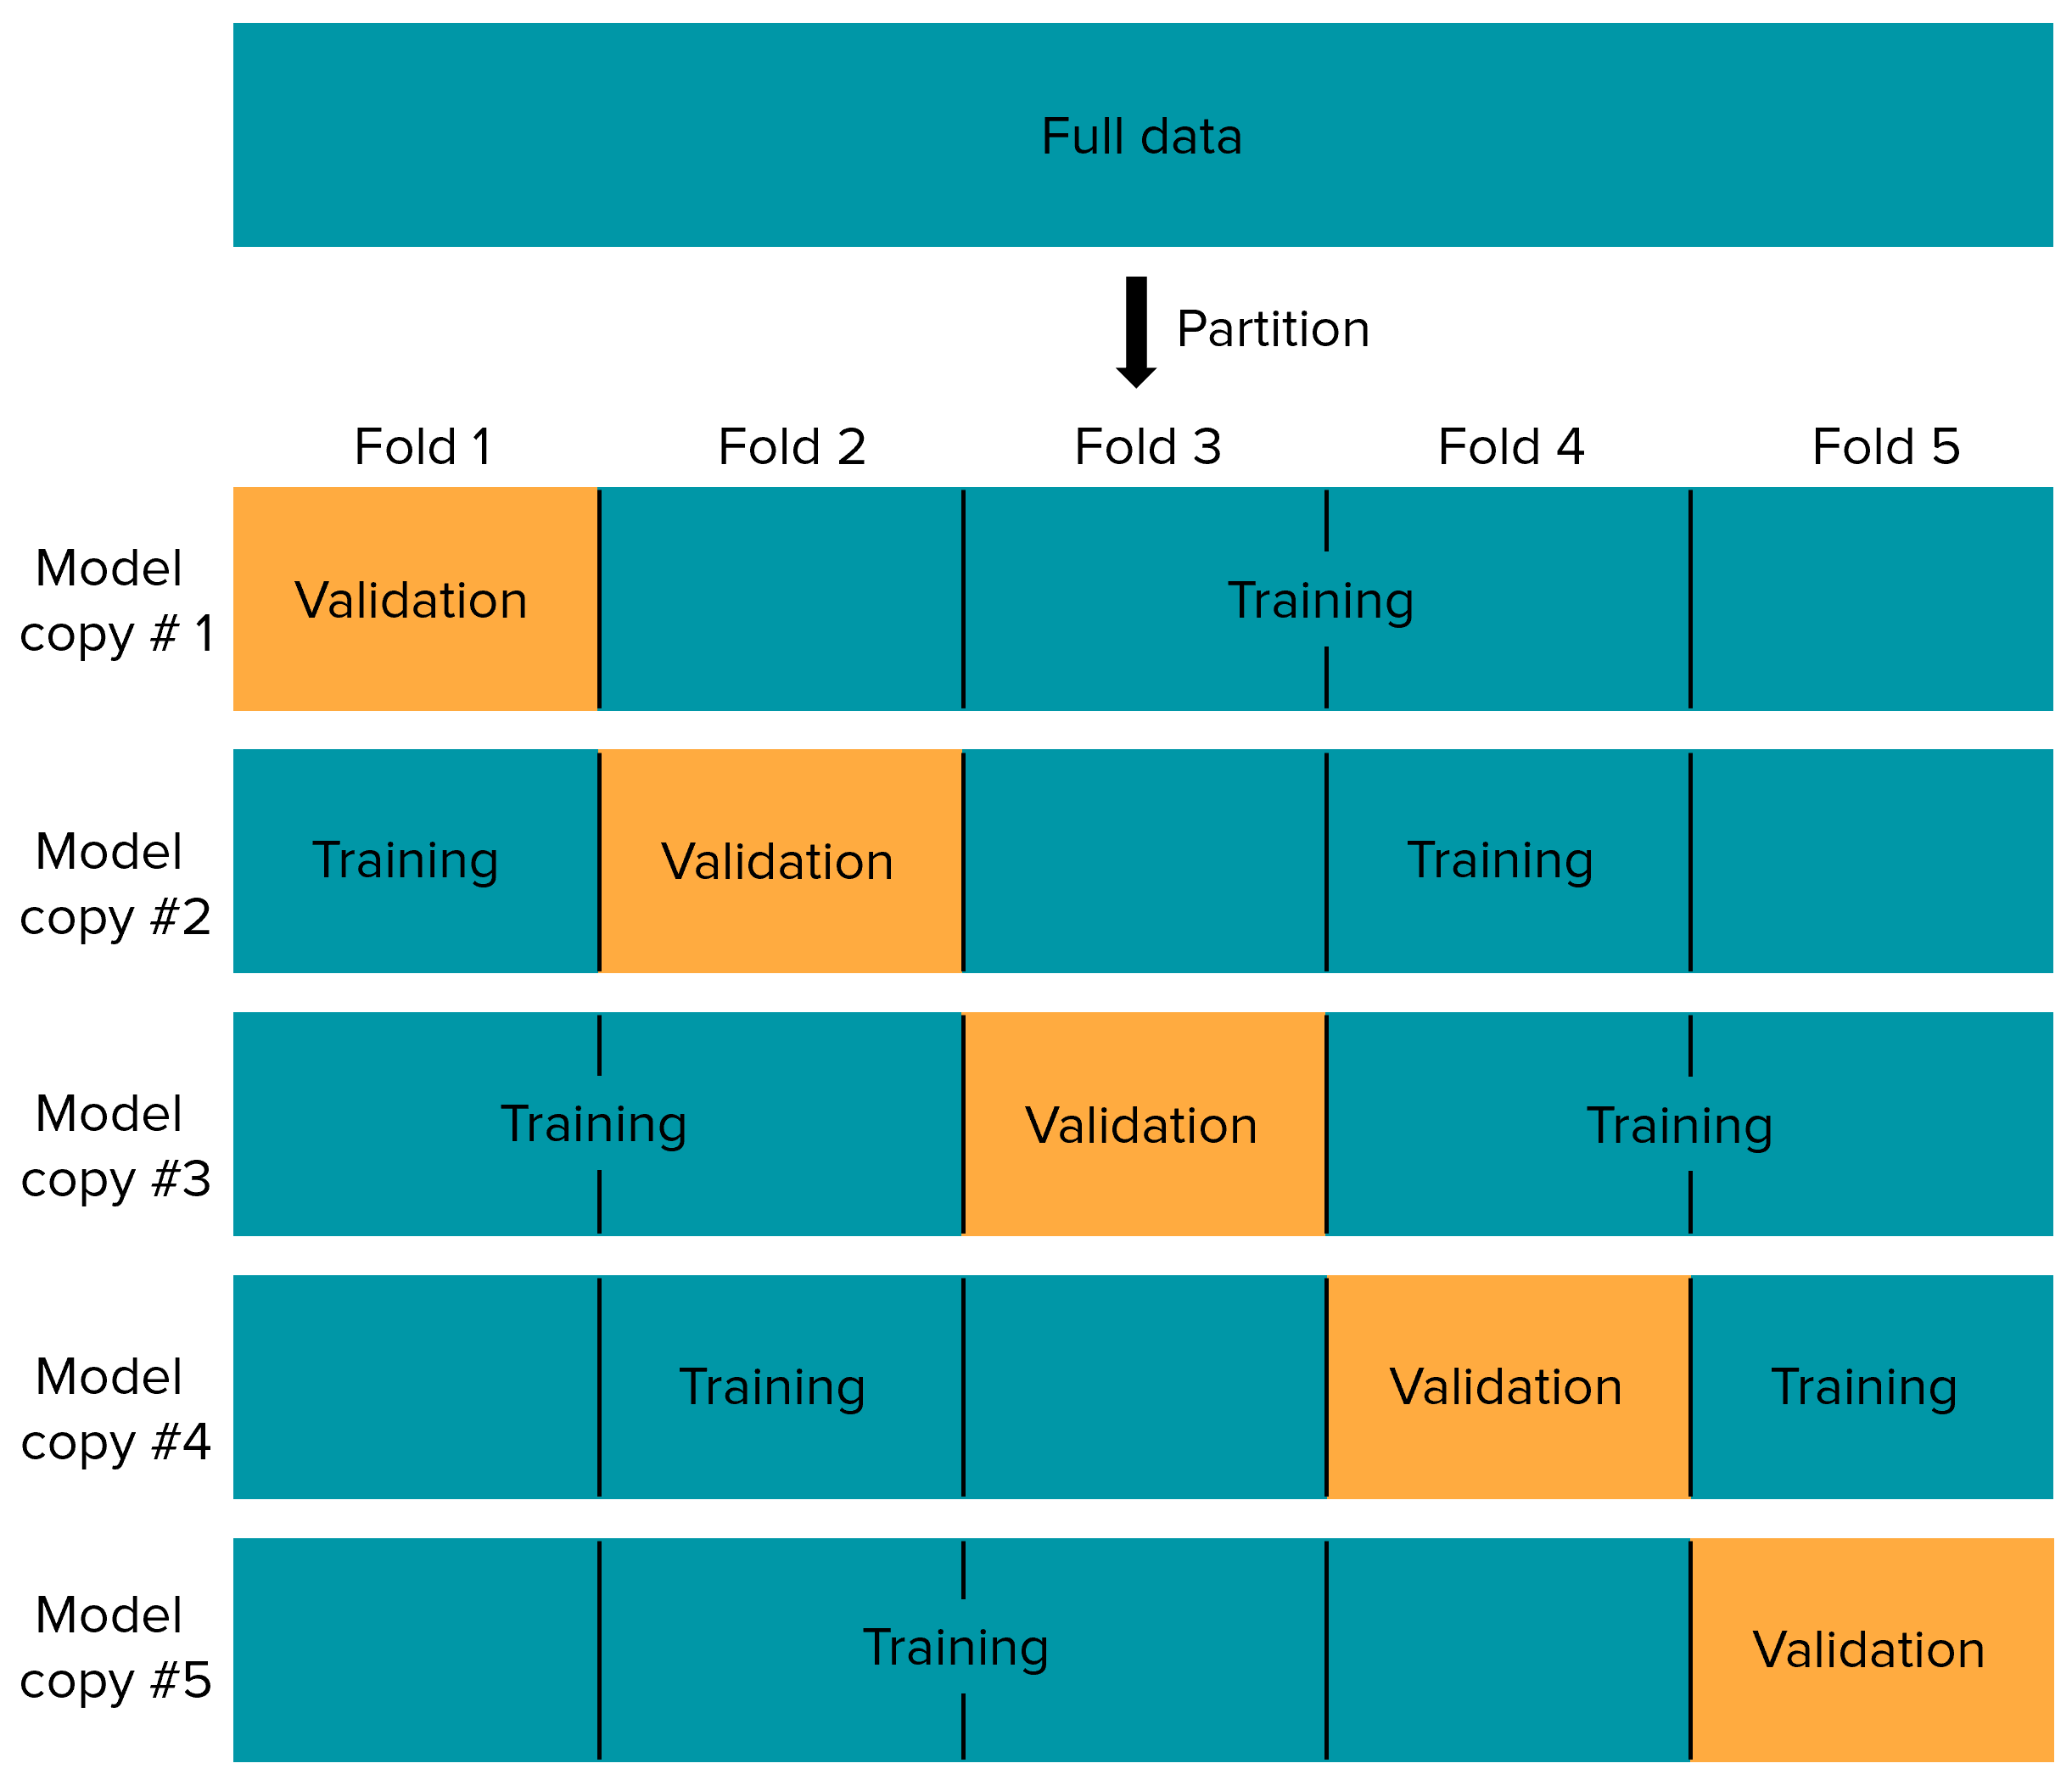 Full data
Partition
Fold 1 Fold 2 Fold 3 Fold 4 Fold 5
Model
copy # 1
Validation Training
Model
copy #2
Training Validation Training
Model
copy #3
Training Validation Training
Model
copy #4
Training Validation Training
Model
copy #5
Training Validation